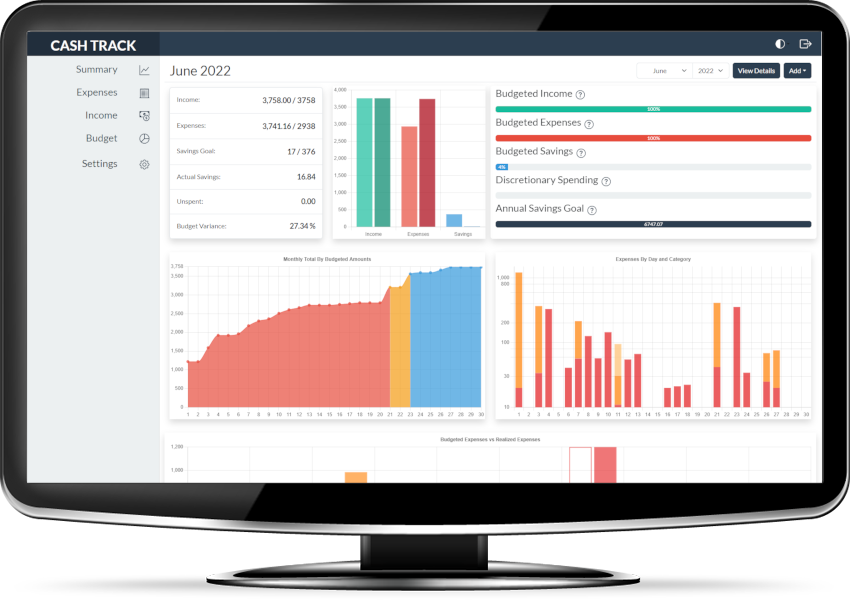 CASH TRACK
Summary
Expenses
Income
Budget
Settings
June 2022
June
2022
View Details
Add
Income: 3,758.00 / 3758
Expenses: 3,741.16 / 2938
Savings Goal: 17 / 376
Actual Savings: 16.84
Unspent: 0.00
Budget Variance: 27.34 %
4,000
3,500
3,000
2,500
2,000
1,500
1,000
500
0
Income Expenses Savings
Budgeted Income ?
100%
Budgeted Expenses ?
100%
Budgeted Savings ?
4%
Discretionary Spending ?
Annual Savings Goal ?
6747.07
Monthly Total By Budgeted Amounts
3,758
3,500
3,000
2,500
2,000
1,500
1,000
500
0
1 2 3 4 5 6 7 8 9 10 11 12 13 14 15 16 17 18 19 20 21 22 23 24 25 26 27 28 29 30
Expenses By Day and Category
1,000
800
200
100
30
10
1 2 3 4 5 6 7 8 9 10 11 12 13 14 15 16 17 18 19 20 21 22 23 24 25 26 27 28 29 30
Budgeted Expenses vs Realized Expenses
1,200
1,000